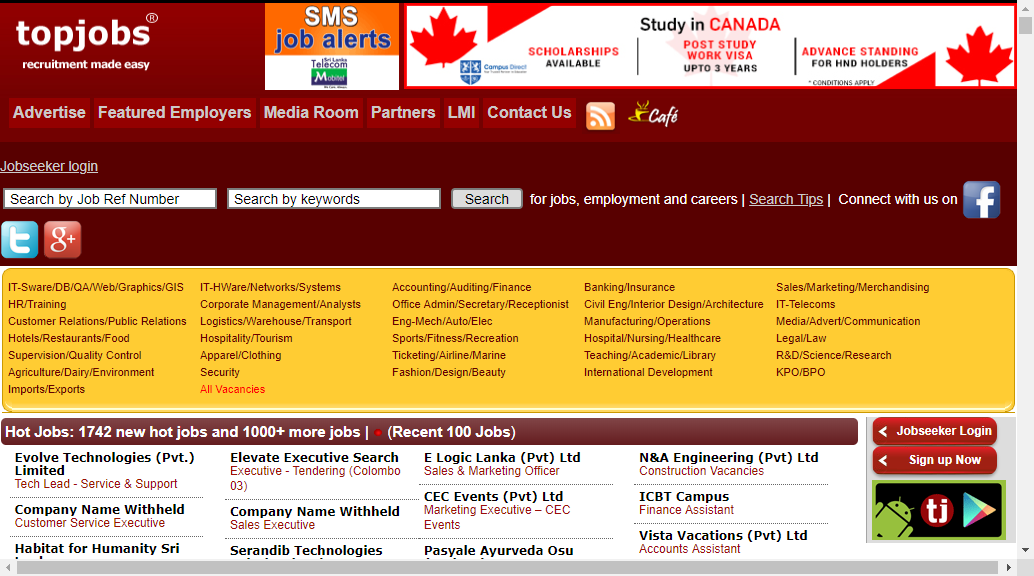 topjobs®
recruitment made easy
SMS
job alerts
Sri Lanka
Telecom
Mobitel
Study in CANADA
SCHOLARSHIPS
AVAILABLE
Campus Direct
POST STUDY
WORK VISA
UPTO 3 YEARS
ADVANCE STANDING
FOR HND HOLDERS
* CONDITIONS APPLY
Advertise Featured Employers Media Room Partners LMI Contact Us Café
Jobseeker login
Search by Job Ref Number Search by keywords Search for jobs, employment and careers | Search Tips | Connect with us on f
t g+
IT-Sware/DB/QA/Web/Graphics/GIS IT-HWare/Networks/Systems Accounting/Auditing/Finance Banking/Insurance Sales/Marketing/Merchandising
HR/Training Corporate Management/Analysts Office Admin/Secretary/Receptionist Civil Eng/Interior Design/Architecture IT-Telecoms
Customer Relations/Public Relations Logistics/Warehouse/Transport Eng-Mech/Auto/Elec Manufacturing/Operations Media/Advert/Communication
Hotels/Restaurants/Food Hospitality/Tourism Sports/Fitness/Recreation Hospital/Nursing/Healthcare Legal/Law
Supervision/Quality Control Apparel/Clothing Ticketing/Airline/Marine Teaching/Academic/Library R&D/Science/Research
Agriculture/Dairy/Environment Security Fashion/Design/Beauty International Development KPO/BPO
Imports/Exports All Vacancies
Hot Jobs: 1742 new hot jobs and 1000+ more jobs | (Recent 100 Jobs)
Evolve Technologies (Pvt.)
Limited
Tech Lead - Service & Support
Company Name Withheld
Customer Service Executive
Habitat for Humanity Sri
Elevate Executive Search
Executive - Tendering (Colombo
03)
Company Name Withheld
Sales Executive
Serandib Technologies
E Logic Lanka (Pvt) Ltd
Sales & Marketing Officer
CEC Events (Pvt) Ltd
Marketing Executive – CEC
Events
Pasyale Ayurveda Osu
N&A Engineering (Pvt) Ltd
Construction Vacancies
ICBT Campus
Finance Assistant
Vista Vacations (Pvt) Ltd
Accounts Assistant
Jobseeker Login
Sign up Now
tj